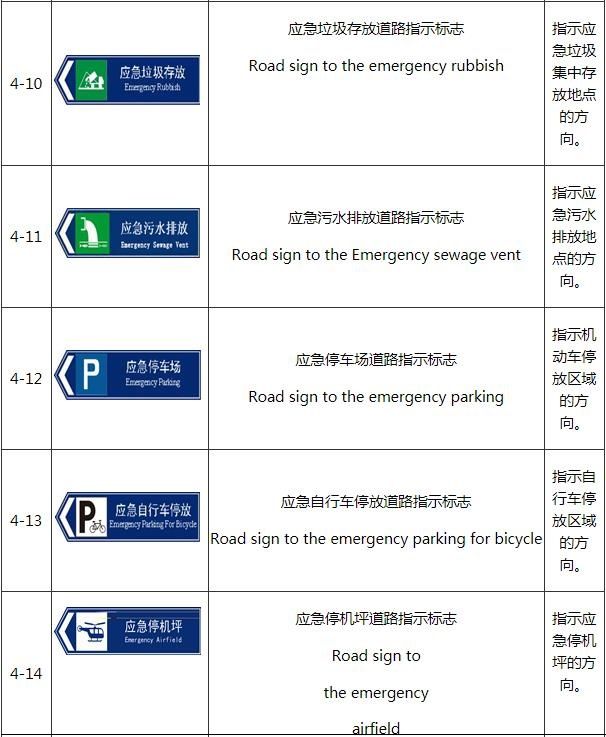 4-10
应急垃圾存放
Emergency Rubbish
应急垃圾存放道路指示标志
Road sign to the emergency rubbish
指示应
急垃圾
集中存
放地点
的方
向。
4-11
应急污水排放
Emergency Sewage Vent
应急污水排放道路指示标志
Road sign to the Emergency sewage vent
指示应
急污水
排放地
点的方
向。
4-12
P
应急停车场
Emergency Parking
应急停车场道路指示标志
Road sign to the emergency parking
指示机
动车停
放区域
的方
向。
4-13
P
应急自行车停放
Emergency Parking For Bicycle
应急自行车停放道路指示标志
Road sign to the emergency parking for bicycle
指示自
行车停
放区域
的方
向。
4-14
应急停机坪
Emergency Airfield
应急停机坪道路指示标志
Road sign to
the emergency
airfield
指示应
急停机
坪的方
向。